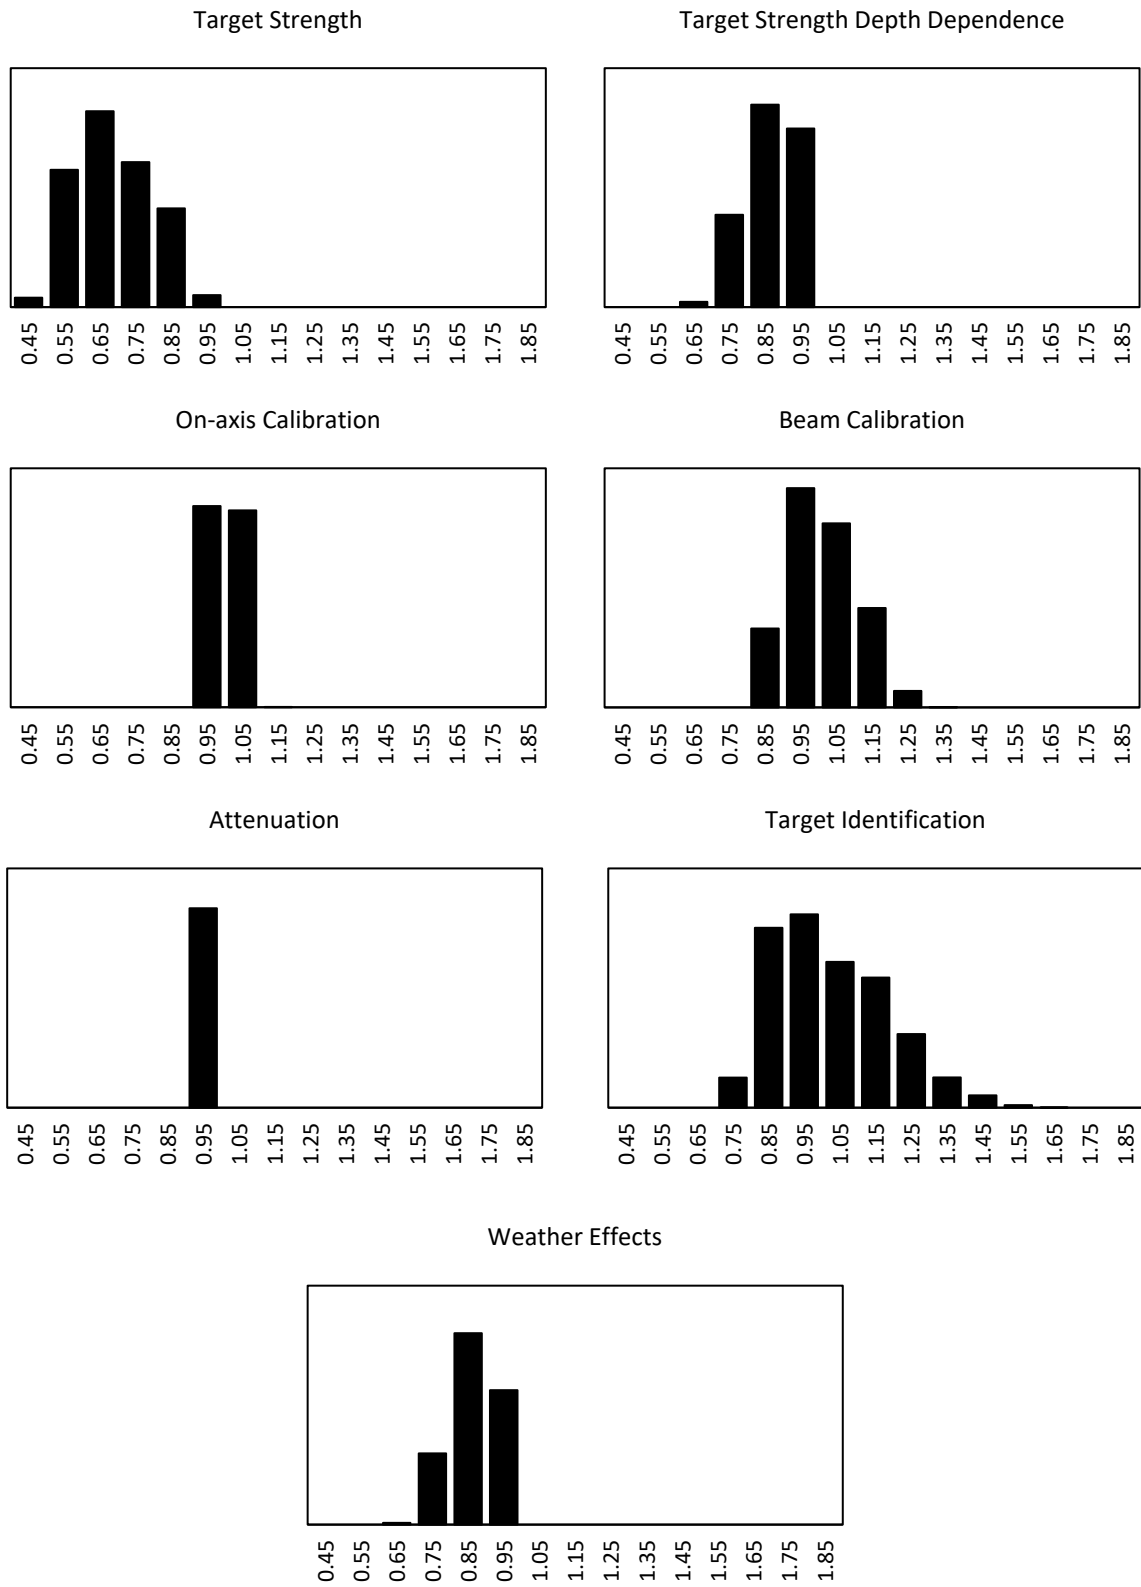 Target Strength
Target Strength Depth Dependence
0.45 0.55 0.65 0.75 0.85 0.95 1.05 1.15 1.25 1.35 1.45 1.55 1.65 1.75 1.85
0.45 0.55 0.65 0.75 0.85 0.95 1.05 1.15 1.25 1.35 1.45 1.55 1.65 1.75 1.85
On-axis Calibration
Beam Calibration
0.45 0.55 0.65 0.75 0.85 0.95 1.05 1.15 1.25 1.35 1.45 1.55 1.65 1.75 1.85
0.45 0.55 0.65 0.75 0.85 0.95 1.05 1.15 1.25 1.35 1.45 1.55 1.65 1.75 1.85
Attenuation
Target Identification
0.45 0.55 0.65 0.75 0.85 0.95 1.05 1.15 1.25 1.35 1.45 1.55 1.65 1.75 1.85
0.45 0.55 0.65 0.75 0.85 0.95 1.05 1.15 1.25 1.35 1.45 1.55 1.65 1.75 1.85
Weather Effects
0.45 0.55 0.65 0.75 0.85 0.95 1.05 1.15 1.25 1.35 1.45 1.55 1.65 1.75 1.85